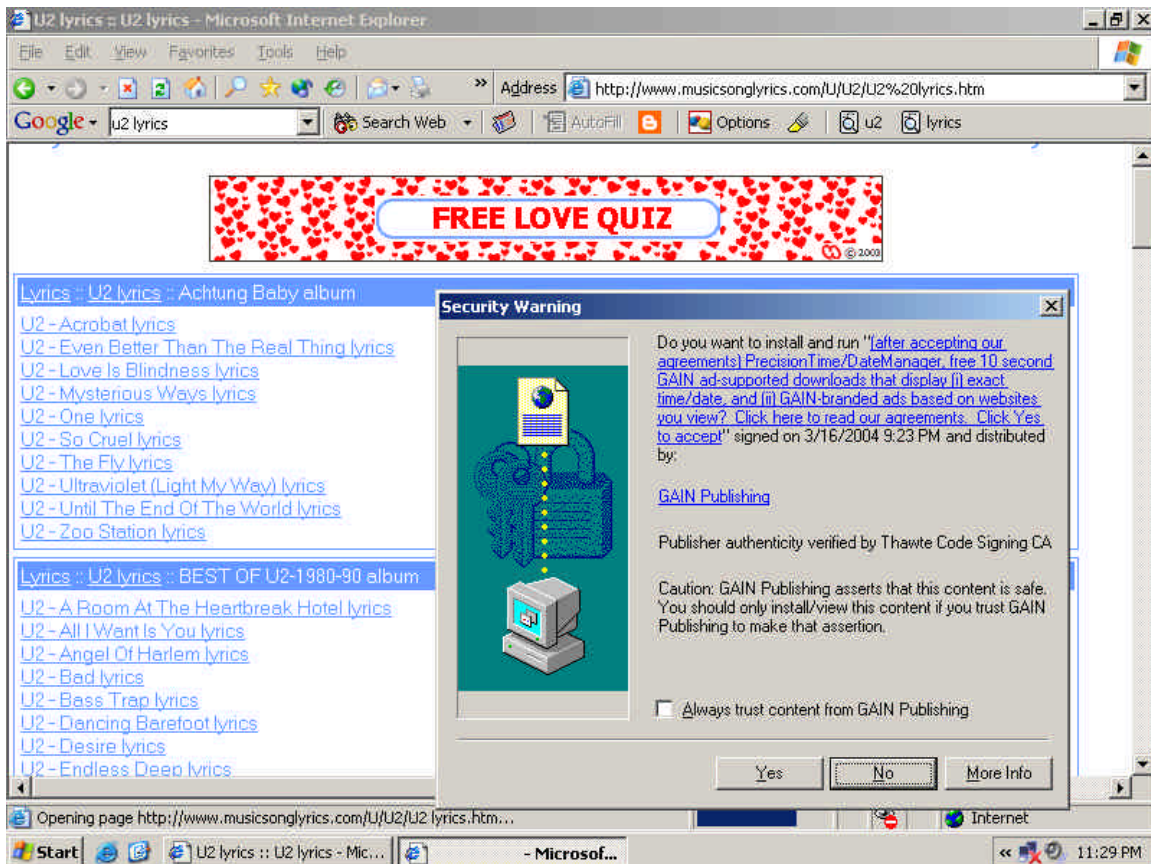 U2 lyrics :: U2 lyrics - Microsoft Internet Explorer
File Edit View Favorites Tools Help
» Address http://www.musicsonglyrics.com/U/U2/U2%20lyrics.htm
Google u2 lyrics Search Web AutoFill Options u2 lyrics
FREE LOVE QUIZ
© 2003
Lyrics :: U2 lyrics :: Achtung Baby album
U2 - Acrobat lyrics
U2 - Even Better Than The Real Thing lyrics
U2 - Love Is Blindness lyrics
U2 - Mysterious Ways lyrics
U2 - One lyrics
U2 - So Cruel lyrics
U2 - The Fly lyrics
U2 - Ultraviolet (Light My Way) lyrics
U2 - Until The End Of The World lyrics
U2 - Zoo Station lyrics
Lyrics :: U2 lyrics :: BEST OF U2-1980-90 album
U2 - A Room At The Heartbreak Hotel lyrics
U2 - All I Want Is You lyrics
U2 - Angel Of Harlem lyrics
U2 - Bad lyrics
U2 - Bass Trap lyrics
U2 - Dancing Barefoot lyrics
U2 - Desire lyrics
U2 - Endless Deep lyrics
Security Warning
Do you want to install and run "(after accepting our
agreements) PrecisionTime/DateManager, free 10 second
GAIN ad-supported downloads that display (i) exact
time/date, and (ii) GAIN-branded ads based on websites
you view? Click here to read our agreements. Click Yes
to accept" signed on 3/16/2004 9:23 PM and distributed
by:
GAIN Publishing
Publisher authenticity verified by Thawte Code Signing CA
Caution: GAIN Publishing asserts that this content is safe.
You should only install/view this content if you trust GAIN
Publishing to make that assertion.
Always trust content from GAIN Publishing
Yes No More Info
Opening page http://www.musicsonglyrics.com/U/U2/U2 lyrics.htm... Internet
Start U2 lyrics :: U2 lyrics - Mic... - Microsof... « 11:29 PM